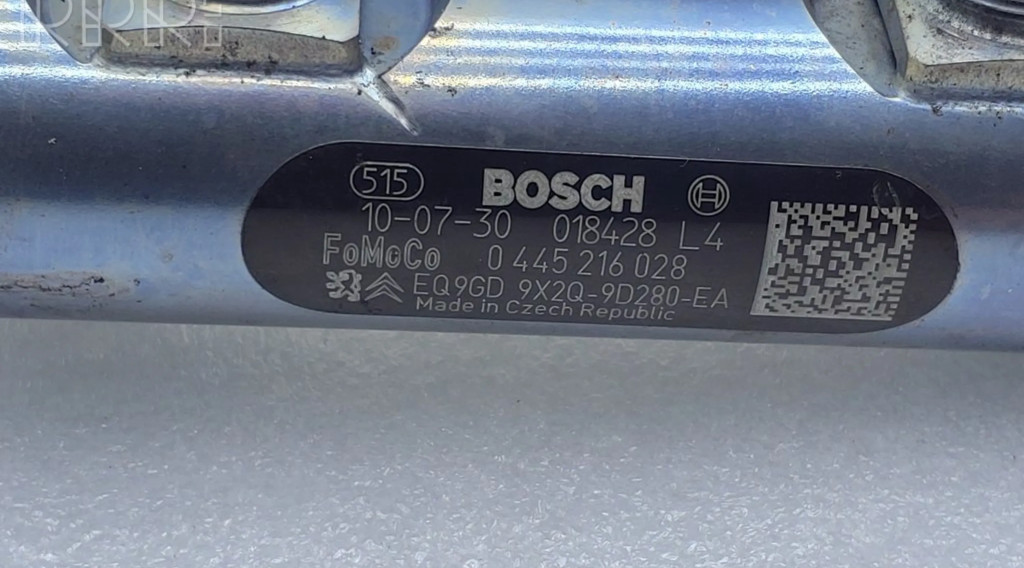 RRR
515 BOSCH
10-07-30 018428 L4
FoMoCo 0 445 216 028
EQ9GD 9X2Q-9D280-EA
Made in Czech Republic